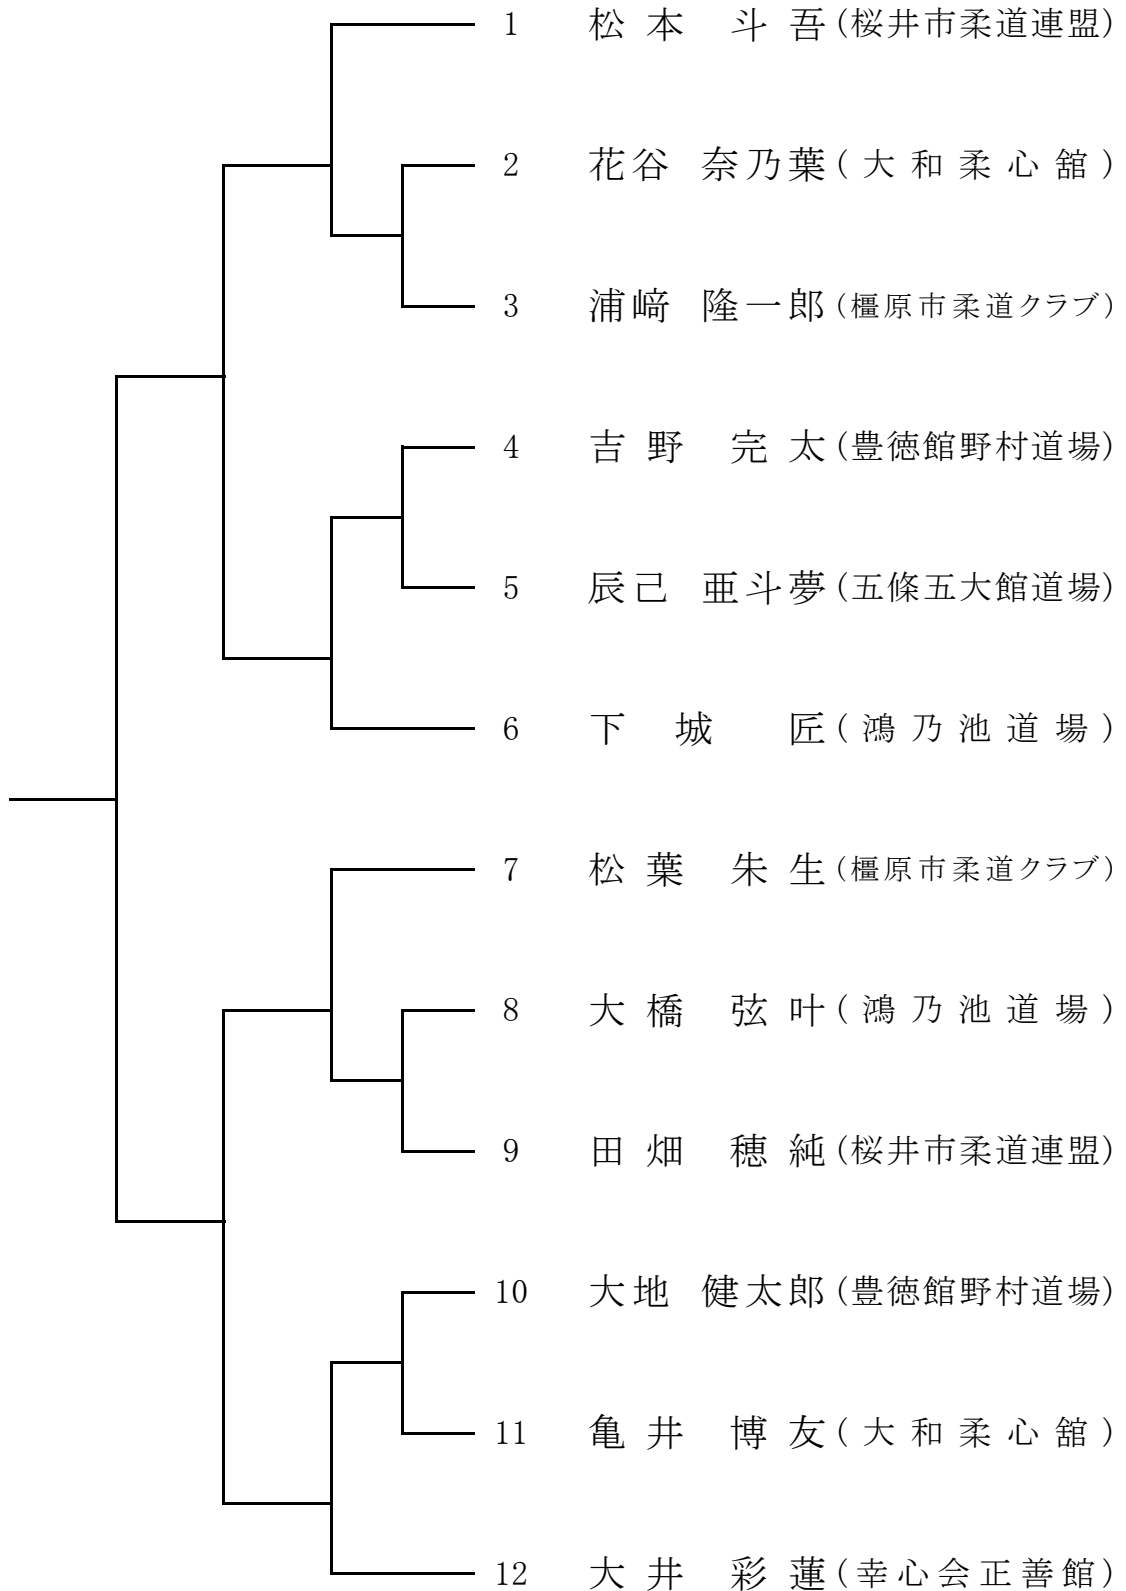 1 松本 斗吾(桜井市柔道連盟)
2 花谷 奈乃葉(大和柔心舘)
3 浦﨑 隆一郎(橿原市柔道クラブ)
4 吉野 完太(豊徳館野村道場)
5 辰己 亜斗夢(五條五大館道場)
6 下城 匠(鴻乃池道場)
7 松葉 朱生(橿原市柔道クラブ)
8 大橋 弦叶(鴻乃池道場)
9 田畑 穂純(桜井市柔道連盟)
10 大地 健太郎(豊徳館野村道場)
11 亀井 博友(大和柔心舘)
12 大井 彩蓮(幸心会正善館)